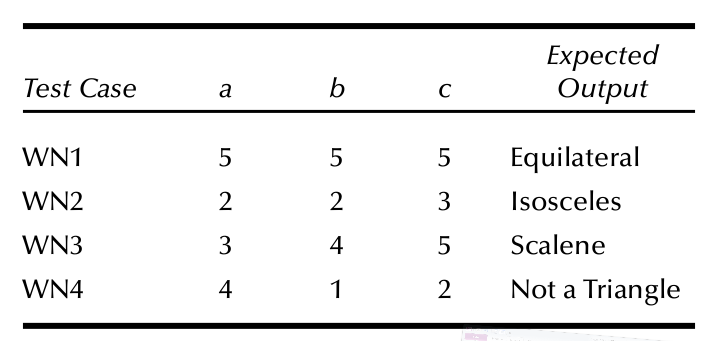 Expected
Test Case a b c Output
WN1 5 5 5 Equilateral
WN2 2 2 3 Isosceles
WN3 3 4 5 Scalene
WN4 4 1 2 Not a Triangle